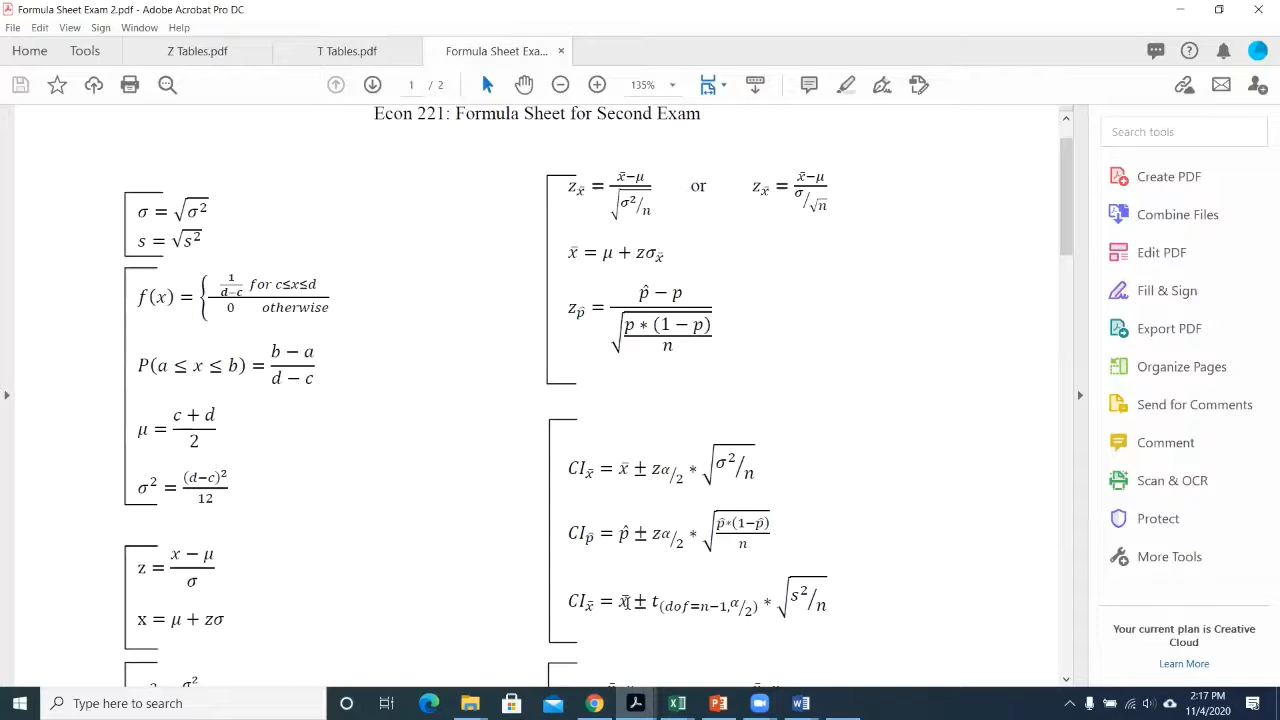 Formula Sheet Exam 2.pdf - Adobe Acrobat Pro DC
File Edit View Sign Window Help
Home Tools Z Tables.pdf T Tables.pdf Formula Sheet Exa... ×
1 / 2 135%
Econ 221: Formula Sheet for Second Exam
σ = √σ²
s = √s²
f(x) = { 1/(d−c) for c≤x≤d
0 otherwise
P(a ≤ x ≤ b) = (b − a)/(d − c)
μ = (c + d)/2
σ² = (d−c)²/12
z = (x − μ)/σ
x = μ + zσ
z_x̄ = (x̄−μ)/√(σ²/n) or z_x̄ = (x̄−μ)/(σ/√n)
x̄ = μ + zσ_x̄
z_p̂ = (p̂ − p)/√(p ∗ (1 − p)/n)
CI_x̄ = x̄ ± z_α/2 ∗ √(σ²/n)
CI_p̂ = p̂ ± z_α/2 ∗ √(p̂∗(1−p̂)/n)
CI_x̄ = x̄ ± t_(dof=n−1,α/2) ∗ √(s²/n)
Search tools
Create PDF
Combine Files
Edit PDF
Fill & Sign
Export PDF
Organize Pages
Send for Comments
Comment
Scan & OCR
Protect
More Tools
Your current plan is Creative
Cloud
Learn More
Type here to search
2:17 PM
11/4/2020